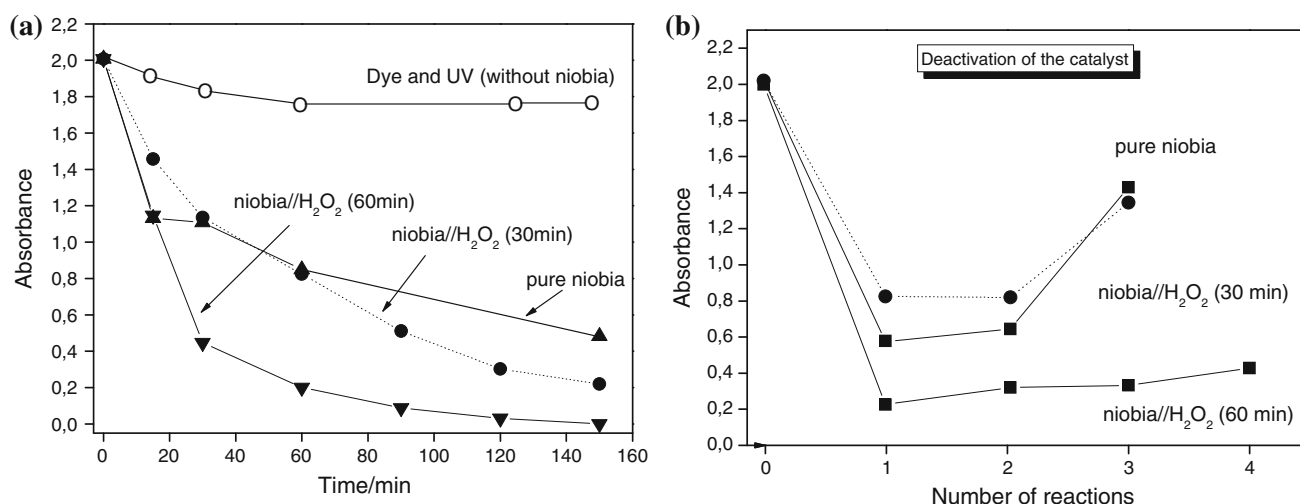 (a)
2,2
2,0
1,8
1,6
1,4
1,2
1,0
0,8
0,6
0,4
0,2
0,0
Absorbance
Dye and UV (without niobia)
niobia//H₂O₂ (60min)
niobia//H₂O₂ (30min)
pure niobia
0 20 40 60 80 100 120 140 160
Time/min
(b)
2,2
2,0
1,8
1,6
1,4
1,2
1,0
0,8
0,6
0,4
0,2
0,0
Absorbance
Deactivation of the catalyst
pure niobia
niobia//H₂O₂ (30 min)
niobia//H₂O₂ (60 min)
0 1 2 3 4
Number of reactions